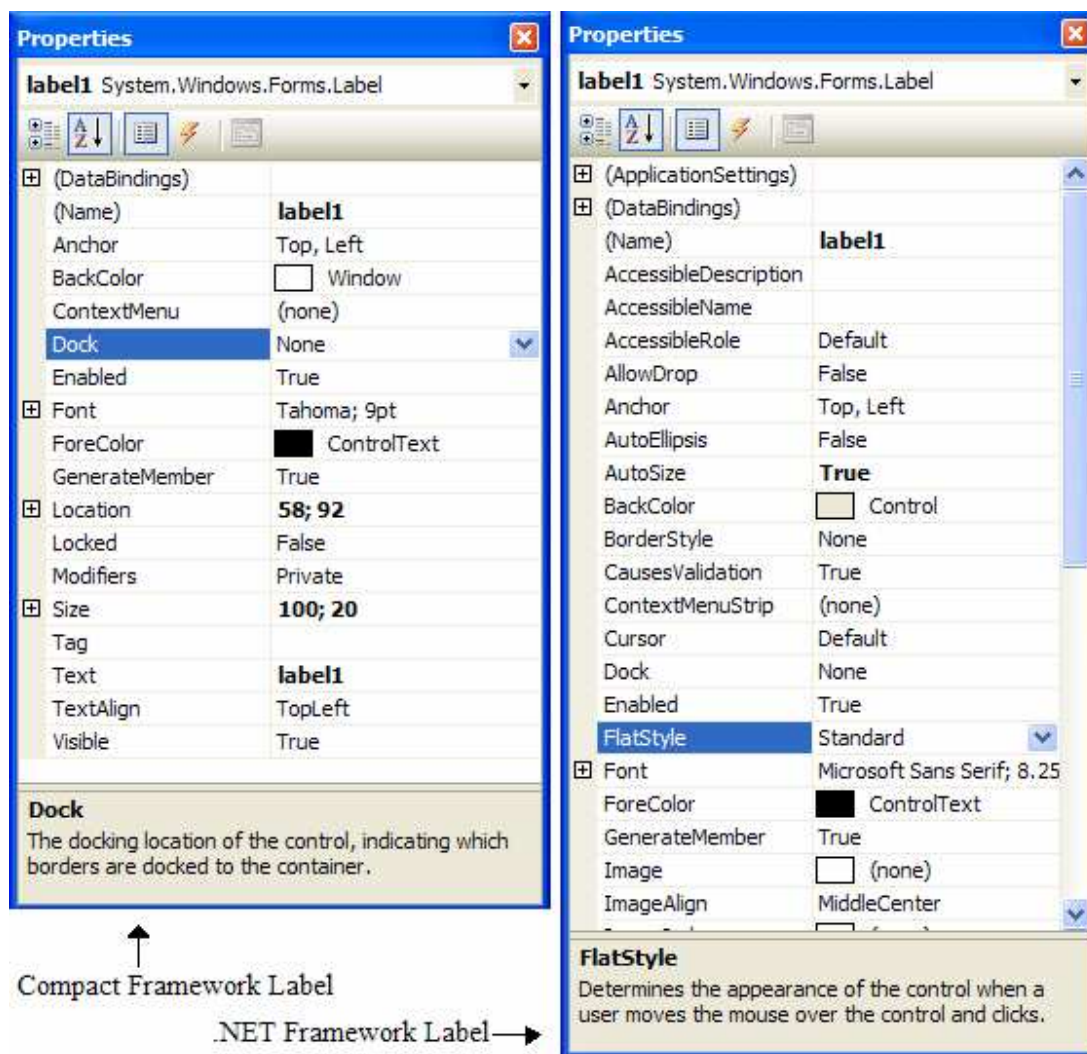 Properties
label1 System.Windows.Forms.Label
(DataBindings)
(Name) label1
Anchor Top, Left
BackColor Window
ContextMenu (none)
Dock None
Enabled True
Font Tahoma; 9pt
ForeColor ControlText
GenerateMember True
Location 58; 92
Locked False
Modifiers Private
Size 100; 20
Tag
Text label1
TextAlign TopLeft
Visible True
Dock
The docking location of the control, indicating which
borders are docked to the container.
Compact Framework Label
.NET Framework Label
Properties
label1 System.Windows.Forms.Label
(ApplicationSettings)
(DataBindings)
(Name) label1
AccessibleDescription
AccessibleName
AccessibleRole Default
AllowDrop False
Anchor Top, Left
AutoEllipsis False
AutoSize True
BackColor Control
BorderStyle None
CausesValidation True
ContextMenuStrip (none)
Cursor Default
Dock None
Enabled True
FlatStyle Standard
Font Microsoft Sans Serif; 8.25
ForeColor ControlText
GenerateMember True
Image (none)
ImageAlign MiddleCenter
FlatStyle
Determines the appearance of the control when a
user moves the mouse over the control and clicks.